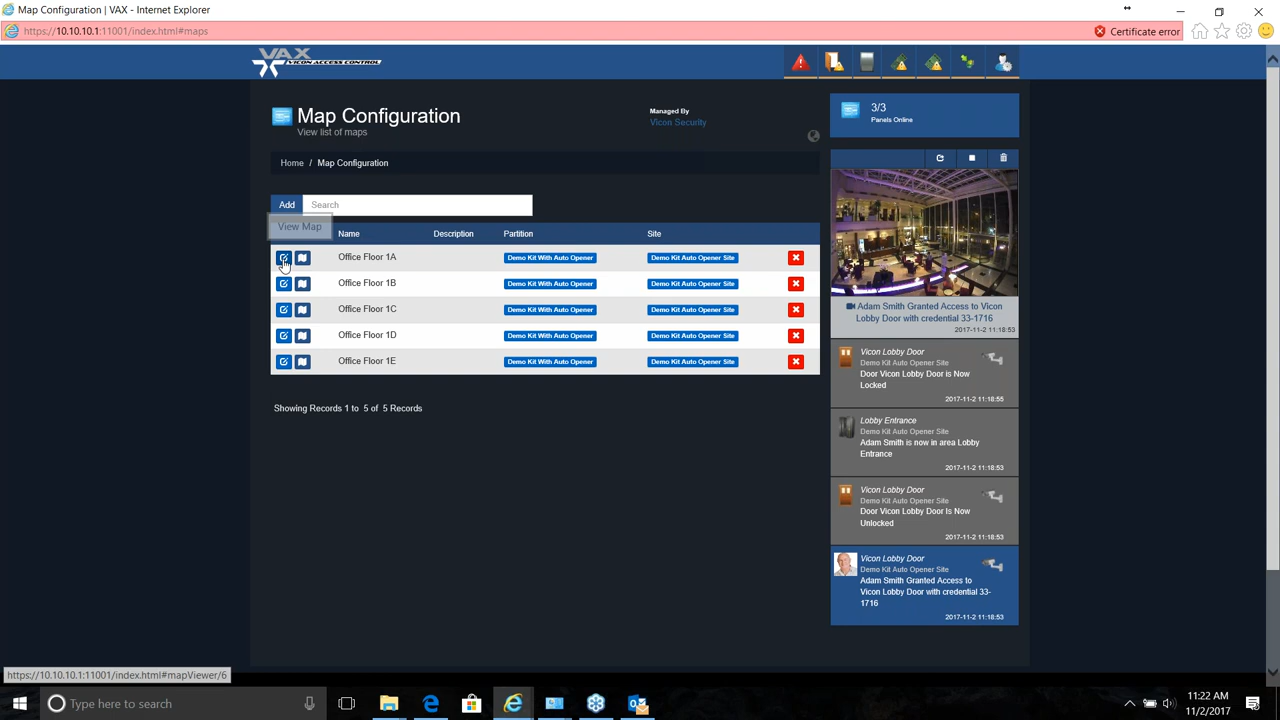 Map Configuration | VAX - Internet Explorer
https://10.10.10.1:11001/index.html#maps
Certificate error
VAX
VICON ACCESS CONTROL
Map Configuration
View list of maps
Managed By
Vicon Security
3/3
Panels Online
Home / Map Configuration
Add
Search
View Map
Name Description Partition Site
Office Floor 1A Demo Kit With Auto Opener Demo Kit Auto Opener Site
Office Floor 1B Demo Kit With Auto Opener Demo Kit Auto Opener Site
Office Floor 1C Demo Kit With Auto Opener Demo Kit Auto Opener Site
Office Floor 1D Demo Kit With Auto Opener Demo Kit Auto Opener Site
Office Floor 1E Demo Kit With Auto Opener Demo Kit Auto Opener Site
Showing Records 1 to 5 of 5 Records
Adam Smith Granted Access to Vicon
Lobby Door with credential 33-1716
2017-11-2 11:18:53
Vicon Lobby Door
Demo Kit Auto Opener Site
Door Vicon Lobby Door is Now
Locked
2017-11-2 11:18:55
Lobby Entrance
Demo Kit Auto Opener Site
Adam Smith is now in area Lobby
Entrance
2017-11-2 11:18:53
Vicon Lobby Door
Demo Kit Auto Opener Site
Door Vicon Lobby Door Is Now
Unlocked
2017-11-2 11:18:53
Vicon Lobby Door
Demo Kit Auto Opener Site
Adam Smith Granted Access to
Vicon Lobby Door with credential 33-
1716
2017-11-2 11:18:53
https://10.10.10.1:11001/index.html#mapViewer/6
Type here to search
11:22 AM
11/2/2017